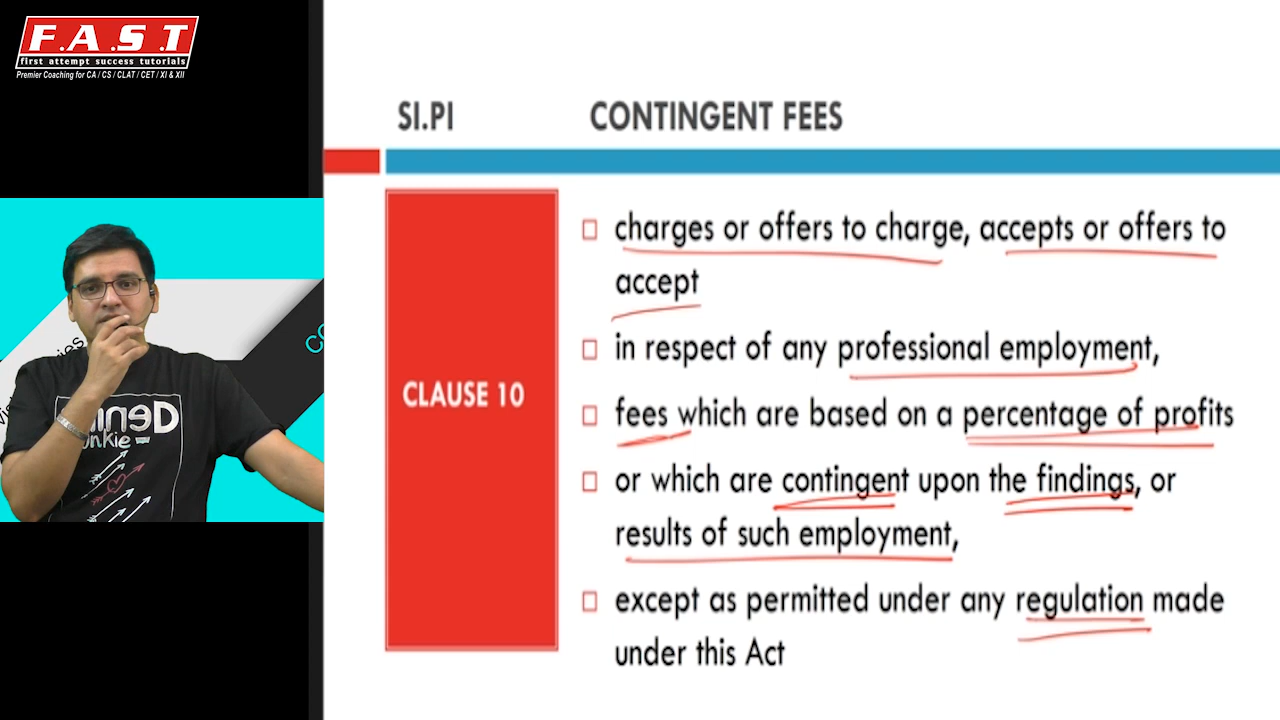 F.A.S.T
first attempt success tutorials
Premier Coaching for CA / CS / CLAT / CET / XI & XII
SI.PI CONTINGENT FEES
CLAUSE 10
charges or offers to charge, accepts or offers to
accept
in respect of any professional employment,
fees which are based on a percentage of profits
or which are contingent upon the findings, or
results of such employment,
except as permitted under any regulation made
under this Act